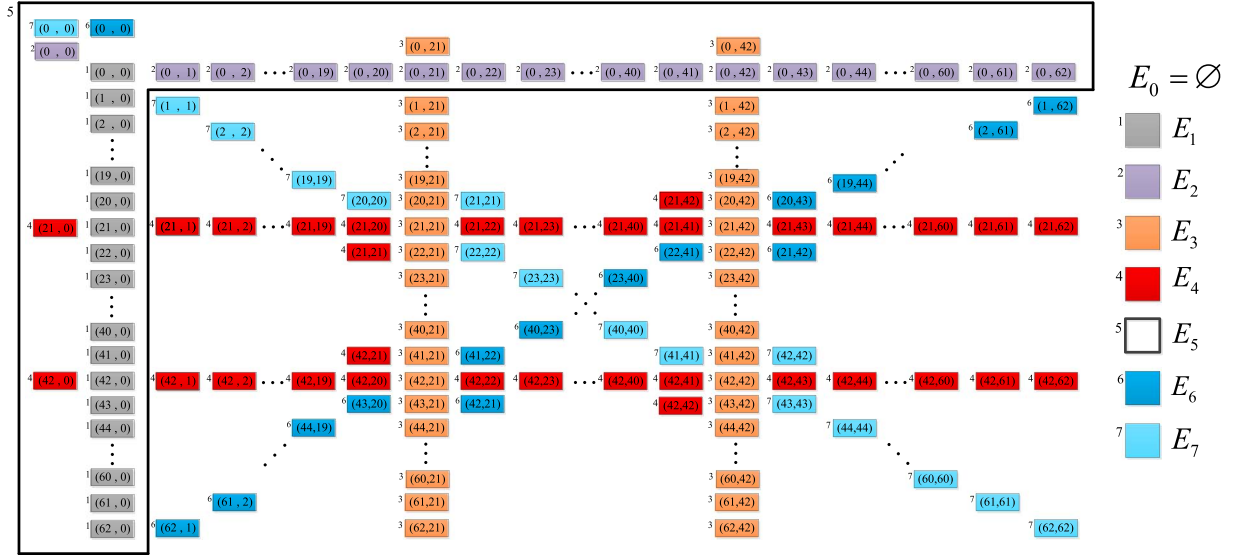 5
7 (0 , 0) 6 (0 , 0)
2 (0 , 0) 3 (0 ,21) 3 (0 ,42)
1 (0 , 0) 2 (0 , 1) 2 (0 , 2) ••• 2 (0 ,19) 2 (0 ,20) 2 (0 ,21) 2 (0 ,22) 2 (0 ,23) ••• 2 (0 ,40) 2 (0 ,41) 2 (0 ,42) 2 (0 ,43) 2 (0 ,44) ••• 2 (0 ,60) 2 (0 ,61) 2 (0 ,62)
1 (1 , 0) 7 (1 , 1) 3 (1 ,21) 3 (1 ,42) 6 (1 ,62)
1 (2 , 0) 7 (2 , 2) 3 (2 ,21) 3 (2 ,42) 6 (2 ,61)
1 (19 , 0) 7 (19,19) 3 (19,21) 3 (19,42) 6 (19,44)
1 (20 , 0) 7 (20,20) 3 (20,21) 7 (21,21) 4 (21,42) 3 (20,42) 6 (20,43)
4 (21 , 0) 1 (21 , 0) 4 (21 , 1) 4 (21 , 2) ••• 4 (21,19) 4 (21,20) 3 (21,21) 4 (21,22) 4 (21,23) ••• 4 (21,40) 4 (21,41) 3 (21,42) 4 (21,43) 4 (21,44) ••• 4 (21,60) 4 (21,61) 4 (21,62)
1 (22 , 0) 4 (21,21) 3 (22,21) 7 (22,22) 6 (22,41) 3 (22,42) 6 (21,42)
1 (23 , 0) 3 (23,21) 7 (23,23) 6 (23,40) 3 (23,42)
1 (40 , 0) 3 (40,21) 6 (40,23) 7 (40,40) 3 (40,42)
1 (41 , 0) 4 (42,21) 3 (41,21) 6 (41,22) 7 (41,41) 3 (41,42) 7 (42,42)
4 (42 , 0) 1 (42 , 0) 4 (42 , 1) 4 (42 , 2) ••• 4 (42,19) 4 (42,20) 3 (42,21) 4 (42,22) 4 (42,23) ••• 4 (42,40) 4 (42,41) 3 (42,42) 4 (42,43) 4 (42,44) ••• 4 (42,60) 4 (42,61) 4 (42,62)
1 (43 , 0) 6 (43,20) 3 (43,21) 6 (42,21) 4 (42,42) 3 (43,42) 7 (43,43)
1 (44 , 0) 6 (44,19) 3 (44,21) 3 (44,42) 7 (44,44)
1 (60 , 0) 3 (60,21) 3 (60,42) 7 (60,60)
1 (61 , 0) 6 (61 , 2) 3 (61,21) 3 (61,42) 7 (61,61)
1 (62 , 0) 6 (62 , 1) 3 (62,21) 3 (62,42) 7 (62,62)
E0 = ∅
1 E1
2 E2
3 E3
4 E4
5 E5
6 E6
7 E7